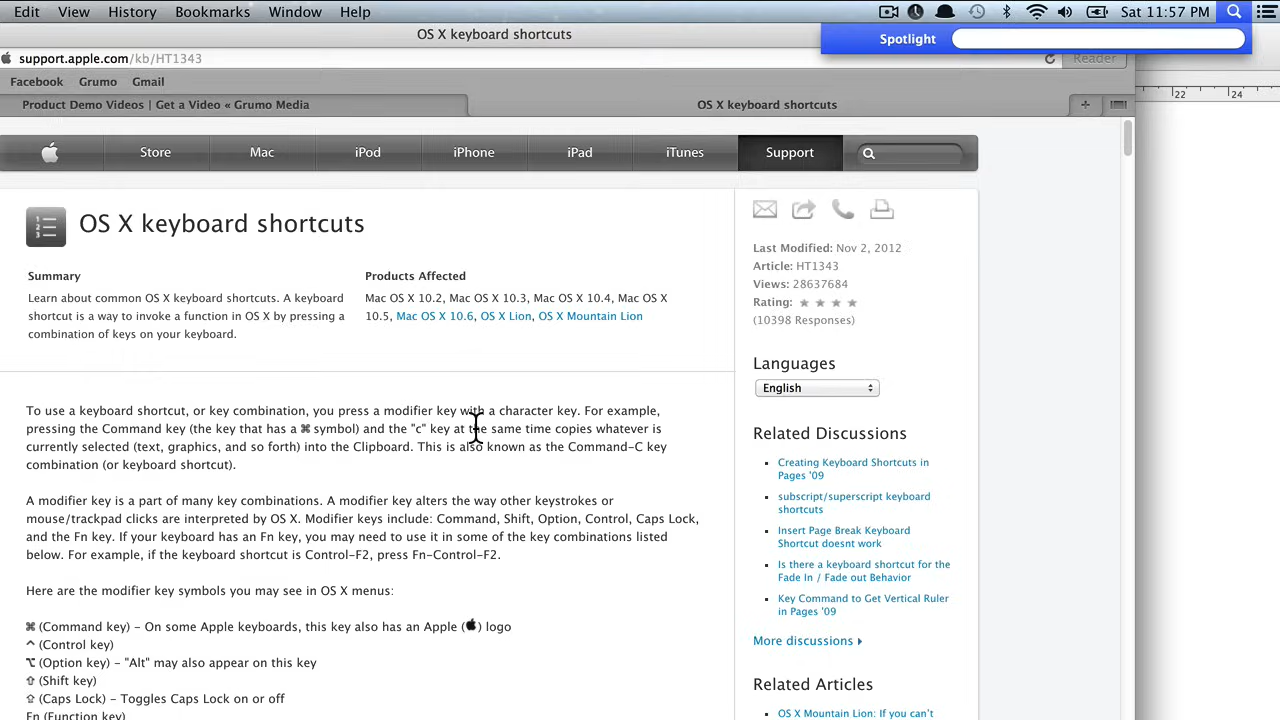 Edit View History Bookmarks Window Help Sat 11:57 PM
OS X keyboard shortcuts
Spotlight
support.apple.com/kb/HT1343 Reader
Facebook Grumo Gmail
Product Demo Videos | Get a Video « Grumo Media OS X keyboard shortcuts +
22 24
Store Mac iPod iPhone iPad iTunes Support
1
2
3
OS X keyboard shortcuts
Summary
Learn about common OS X keyboard shortcuts. A keyboard
shortcut is a way to invoke a function in OS X by pressing a
combination of keys on your keyboard.
Products Affected
Mac OS X 10.2, Mac OS X 10.3, Mac OS X 10.4, Mac OS X
10.5, Mac OS X 10.6, OS X Lion, OS X Mountain Lion
To use a keyboard shortcut, or key combination, you press a modifier key with a character key. For example,
pressing the Command key (the key that has a ⌘ symbol) and the "c" key at the same time copies whatever is
currently selected (text, graphics, and so forth) into the Clipboard. This is also known as the Command-C key
combination (or keyboard shortcut).
A modifier key is a part of many key combinations. A modifier key alters the way other keystrokes or
mouse/trackpad clicks are interpreted by OS X. Modifier keys include: Command, Shift, Option, Control, Caps Lock,
and the Fn key. If your keyboard has an Fn key, you may need to use it in some of the key combinations listed
below. For example, if the keyboard shortcut is Control-F2, press Fn-Control-F2.
Here are the modifier key symbols you may see in OS X menus:
⌘ (Command key) - On some Apple keyboards, this key also has an Apple () logo
⌃ (Control key)
⌥ (Option key) - "Alt" may also appear on this key
⇧ (Shift key)
⇪ (Caps Lock) - Toggles Caps Lock on or off
Fn (Function key)
Last Modified: Nov 2, 2012
Article: HT1343
Views: 28637684
Rating: ★ ★ ★ ★
(10398 Responses)
Languages
English
Related Discussions
Creating Keyboard Shortcuts in
Pages '09
subscript/superscript keyboard
shortcuts
Insert Page Break Keyboard
Shortcut doesnt work
Is there a keyboard shortcut for the
Fade In / Fade out Behavior
Key Command to Get Vertical Ruler
in Pages '09
More discussions
Related Articles
OS X Mountain Lion: If you can't